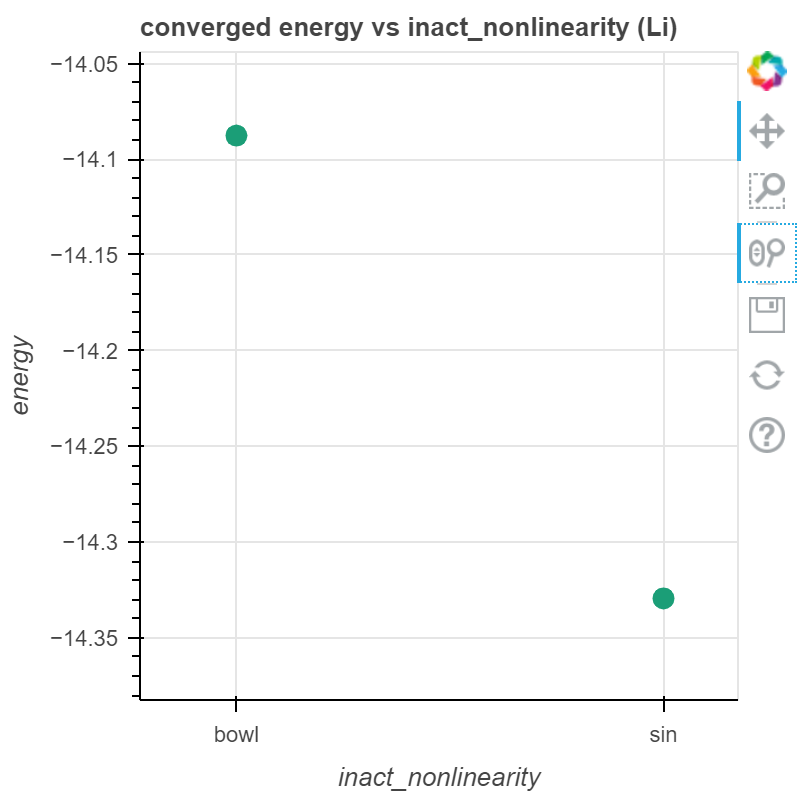 converged energy vs inact_nonlinearity (Li)
−14.05
−14.1
−14.15
−14.2
−14.25
−14.3
−14.35
energy
bowl
sin
inact_nonlinearity
?